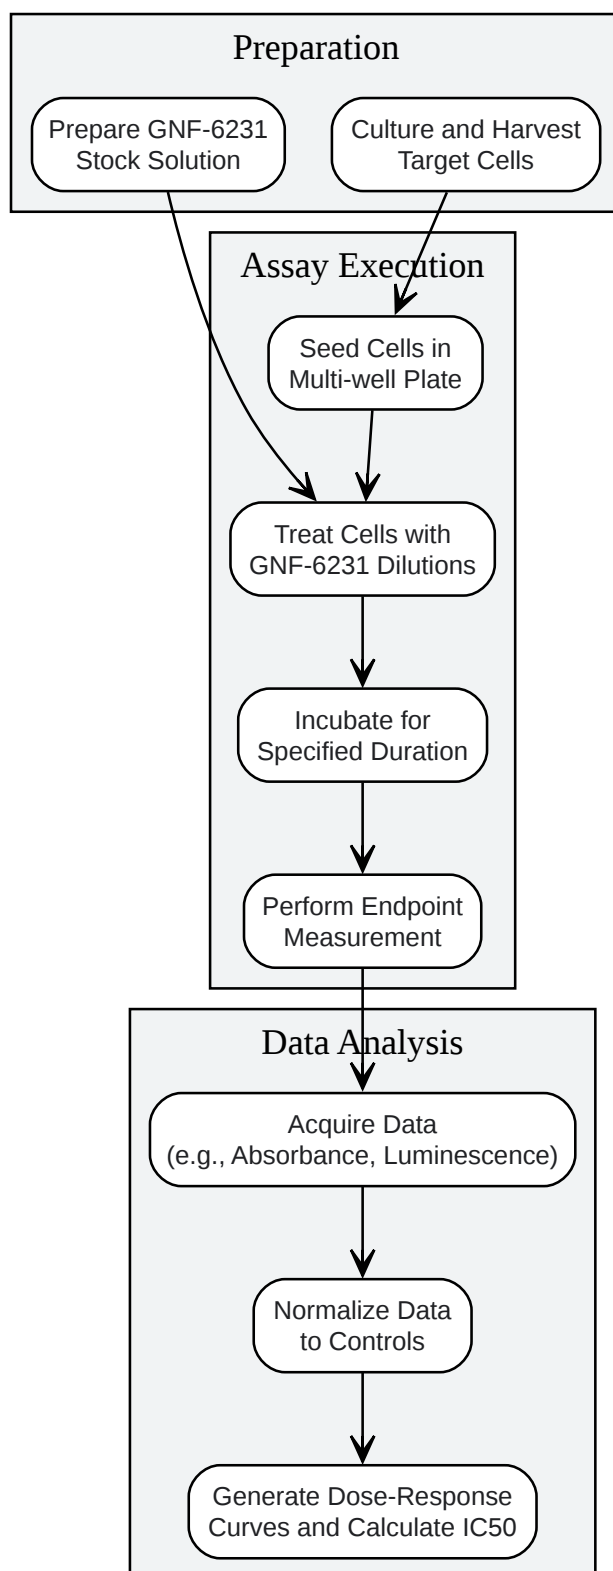 Preparation
Prepare GNF-6231
Stock Solution
Culture and Harvest
Target Cells
Assay Execution
Seed Cells in
Multi-well Plate
Treat Cells with
GNF-6231 Dilutions
Incubate for
Specified Duration
Perform Endpoint
Measurement
Data Analysis
Acquire Data
(e.g., Absorbance, Luminescence)
Normalize Data
to Controls
Generate Dose-Response
Curves and Calculate IC50